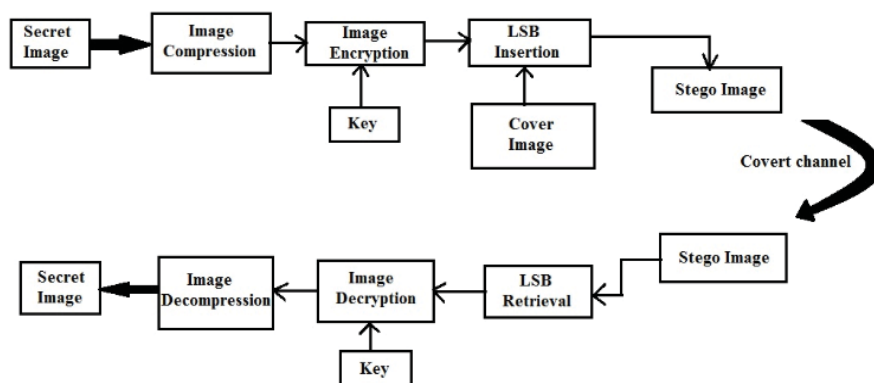 Secret
Image
Image
Compression
Image
Encryption
LSB
Insertion
Stego Image
Key
Cover
Image
Covert channel
Secret
Image
Image
Decompression
Image
Decryption
LSB
Retrieval
Stego Image
Key